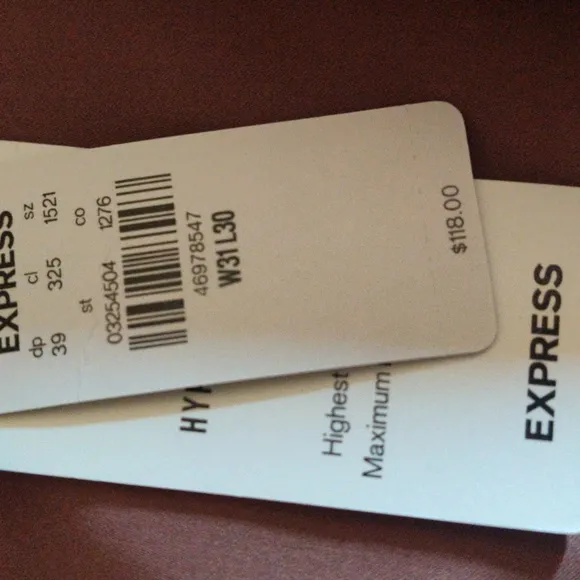 EXPRESS
dp cl sz
39 325 1521
st co
03254504 1276
46978547
W31 L30
$118.00
Highest
Maximum
EXPRESS